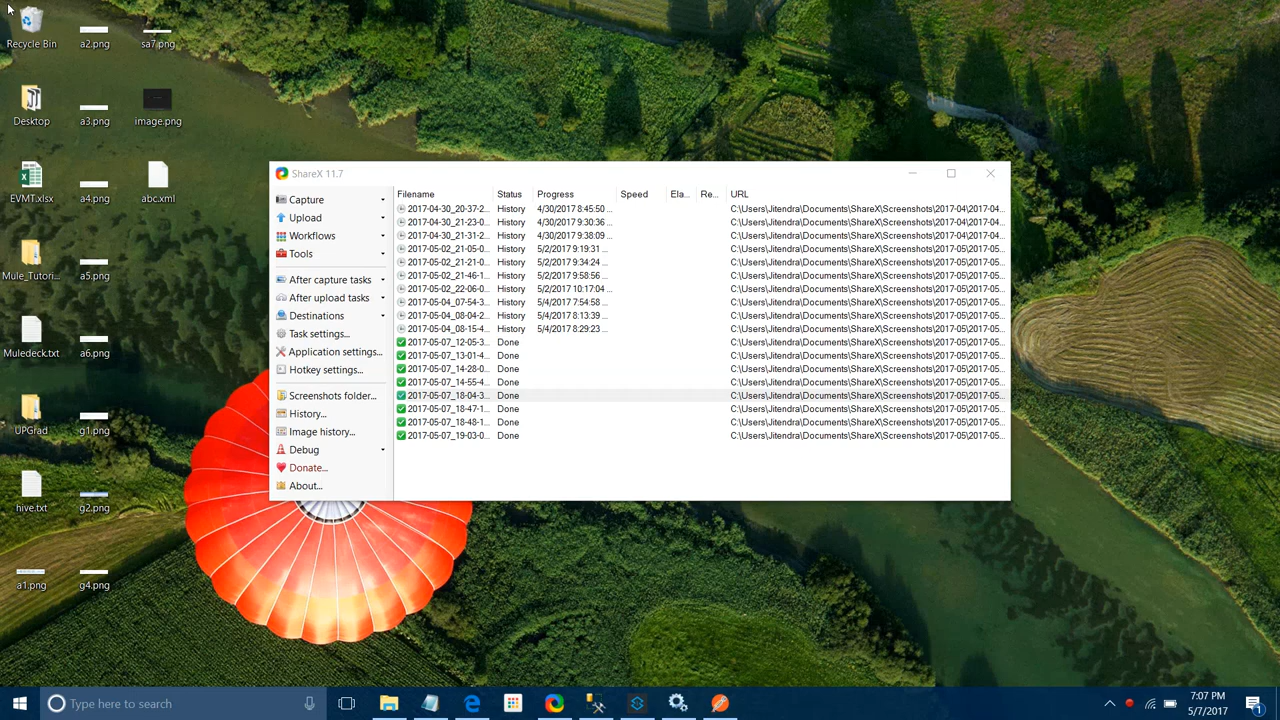 Recycle Bin
a2.png
sa7.png
Desktop
a3.png
image.png
EVMT.xlsx
a4.png
abc.xml
Mule_Tutori...
a5.png
Muledeck.txt
a6.png
UPGrad
g1.png
hive.txt
g2.png
a1.png
g4.png
ShareX 11.7
Capture
Upload
Workflows
Tools
After capture tasks
After upload tasks
Destinations
Task settings...
Application settings...
Hotkey settings...
Screenshots folder...
History...
Image history...
Debug
Donate...
About...
Filename Status Progress Speed Ela... Re... URL
2017-04-30_20-37-2... History 4/30/2017 8:45:50 ... C:\Users\Jitendra\Documents\ShareX\Screenshots\2017-04\2017-04...
2017-04-30_21-23-0... History 4/30/2017 9:30:36 ... C:\Users\Jitendra\Documents\ShareX\Screenshots\2017-04\2017-04...
2017-04-30_21-31-2... History 4/30/2017 9:38:09 ... C:\Users\Jitendra\Documents\ShareX\Screenshots\2017-04\2017-04...
2017-05-02_21-05-0... History 5/2/2017 9:19:31 ... C:\Users\Jitendra\Documents\ShareX\Screenshots\2017-05\2017-05...
2017-05-02_21-21-0... History 5/2/2017 9:34:24 ... C:\Users\Jitendra\Documents\ShareX\Screenshots\2017-05\2017-05...
2017-05-02_21-46-1... History 5/2/2017 9:58:56 ... C:\Users\Jitendra\Documents\ShareX\Screenshots\2017-05\2017-05...
2017-05-02_22-06-0... History 5/2/2017 10:17:04 ... C:\Users\Jitendra\Documents\ShareX\Screenshots\2017-05\2017-05...
2017-05-04_07-54-3... History 5/4/2017 7:54:58 ... C:\Users\Jitendra\Documents\ShareX\Screenshots\2017-05\2017-05...
2017-05-04_08-04-2... History 5/4/2017 8:13:39 ... C:\Users\Jitendra\Documents\ShareX\Screenshots\2017-05\2017-05...
2017-05-04_08-15-4... History 5/4/2017 8:29:23 ... C:\Users\Jitendra\Documents\ShareX\Screenshots\2017-05\2017-05...
2017-05-07_12-05-3... Done C:\Users\Jitendra\Documents\ShareX\Screenshots\2017-05\2017-05...
2017-05-07_13-01-4... Done C:\Users\Jitendra\Documents\ShareX\Screenshots\2017-05\2017-05...
2017-05-07_14-28-0... Done C:\Users\Jitendra\Documents\ShareX\Screenshots\2017-05\2017-05...
2017-05-07_14-55-4... Done C:\Users\Jitendra\Documents\ShareX\Screenshots\2017-05\2017-05...
2017-05-07_18-04-3... Done C:\Users\Jitendra\Documents\ShareX\Screenshots\2017-05\2017-05...
2017-05-07_18-47-1... Done C:\Users\Jitendra\Documents\ShareX\Screenshots\2017-05\2017-05...
2017-05-07_18-48-1... Done C:\Users\Jitendra\Documents\ShareX\Screenshots\2017-05\2017-05...
2017-05-07_19-03-0... Done C:\Users\Jitendra\Documents\ShareX\Screenshots\2017-05\2017-05...
Type here to search
7:07 PM
5/7/2017
1